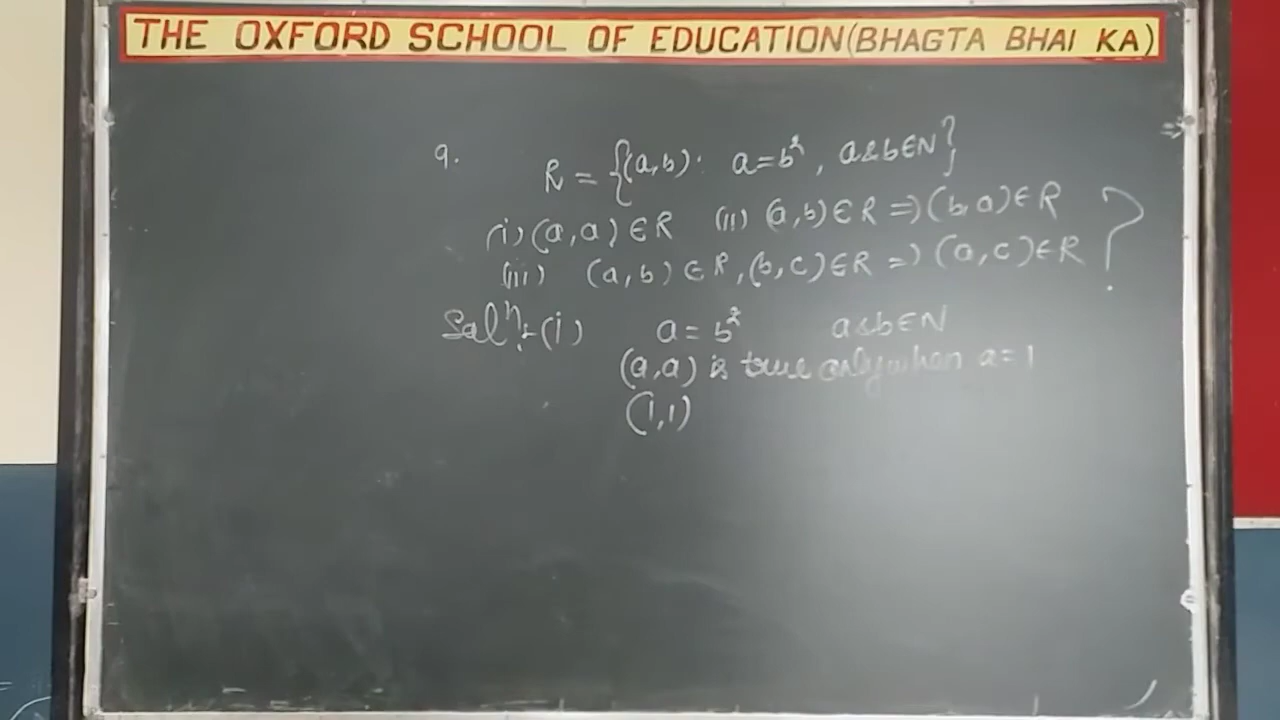 THE OXFORD SCHOOL OF EDUCATION(BHAGTA BHAI KA)
9. R = {(a,b): a=b², a&b∈N}
(i) (a,a)∈R (ii) (a,b)∈R ⇒ (b,a)∈R
(iii) (a,b)∈R, (b,c)∈R ⇒ (a,c)∈R ?
Solⁿ:-(i) a = b² a&b∈N
(a,a) is true only when a=1
(1,1)